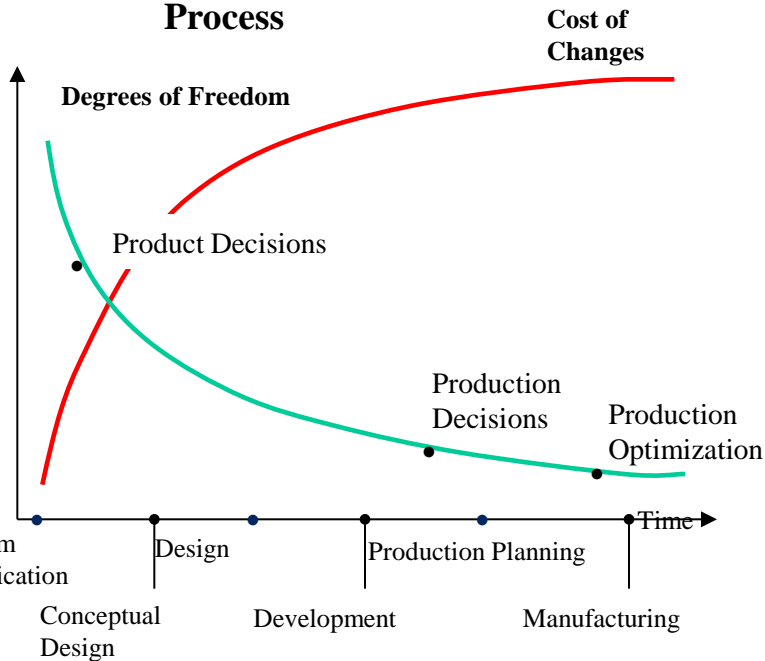 Process
Cost of
Changes
Degrees of Freedom
Product Decisions
Production
Decisions
Production
Optimization
Time
Design
Production Planning
Conceptual
Design
Development
Manufacturing